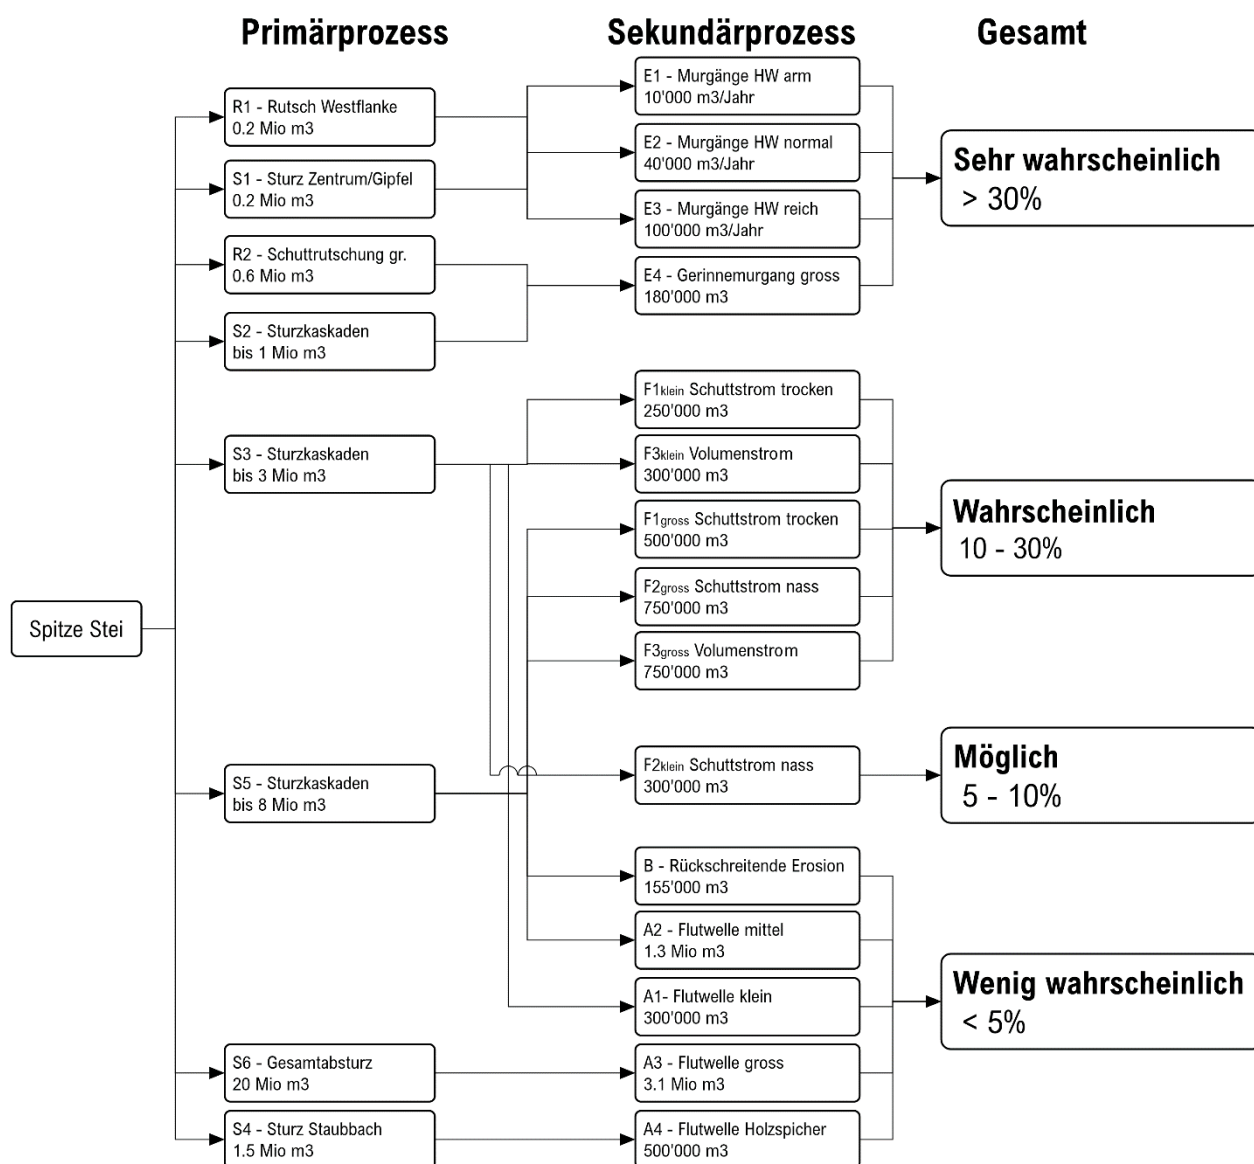 Primärprozess
Sekundärprozess
Gesamt
Spitze Stei
R1 - Rutsch Westflanke
0.2 Mio m3
S1 - Sturz Zentrum/Gipfel
0.2 Mio m3
R2 - Schuttrutschung gr.
0.6 Mio m3
S2 - Sturzkaskaden
bis 1 Mio m3
S3 - Sturzkaskaden
bis 3 Mio m3
S5 - Sturzkaskaden
bis 8 Mio m3
S6 - Gesamtabsturz
20 Mio m3
S4 - Sturz Staubbach
1.5 Mio m3
E1 - Murgänge HW arm
10'000 m3/Jahr
E2 - Murgänge HW normal
40'000 m3/Jahr
E3 - Murgänge HW reich
100'000 m3/Jahr
E4 - Gerinnemurgang gross
180'000 m3
F1klein Schuttstrom trocken
250'000 m3
F3klein Volumenstrom
300'000 m3
F1gross Schuttstrom trocken
500'000 m3
F2gross Schuttstrom nass
750'000 m3
F3gross Volumenstrom
750'000 m3
F2klein Schuttstrom nass
300'000 m3
B - Rückschreitende Erosion
155'000 m3
A2 - Flutwelle mittel
1.3 Mio m3
A1- Flutwelle klein
300'000 m3
A3 - Flutwelle gross
3.1 Mio m3
A4 - Flutwelle Holzspicher
500'000 m3
Sehr wahrscheinlich
> 30%
Wahrscheinlich
10 - 30%
Möglich
5 - 10%
Wenig wahrscheinlich
< 5%